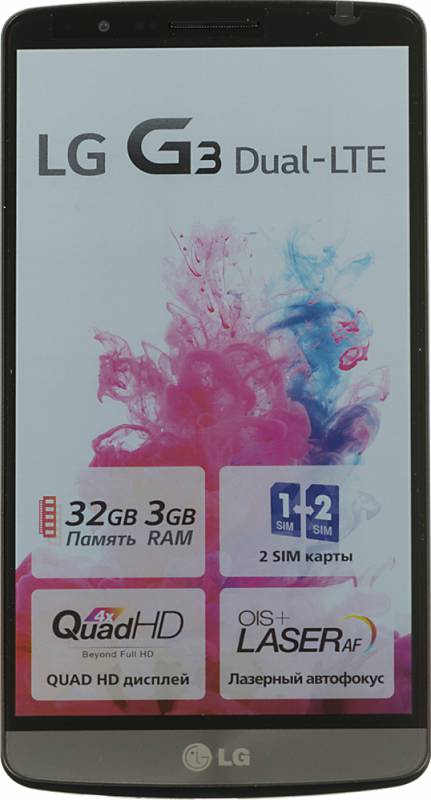 LG G3 Dual-LTE
32GB 3GB
Память RAM
1 SIM 2 SIM
2 SIM карты
4x
QuadHD
Beyond Full HD
QUAD HD дисплей
OIS+
LASER AF
Лазерный автофокус
LG